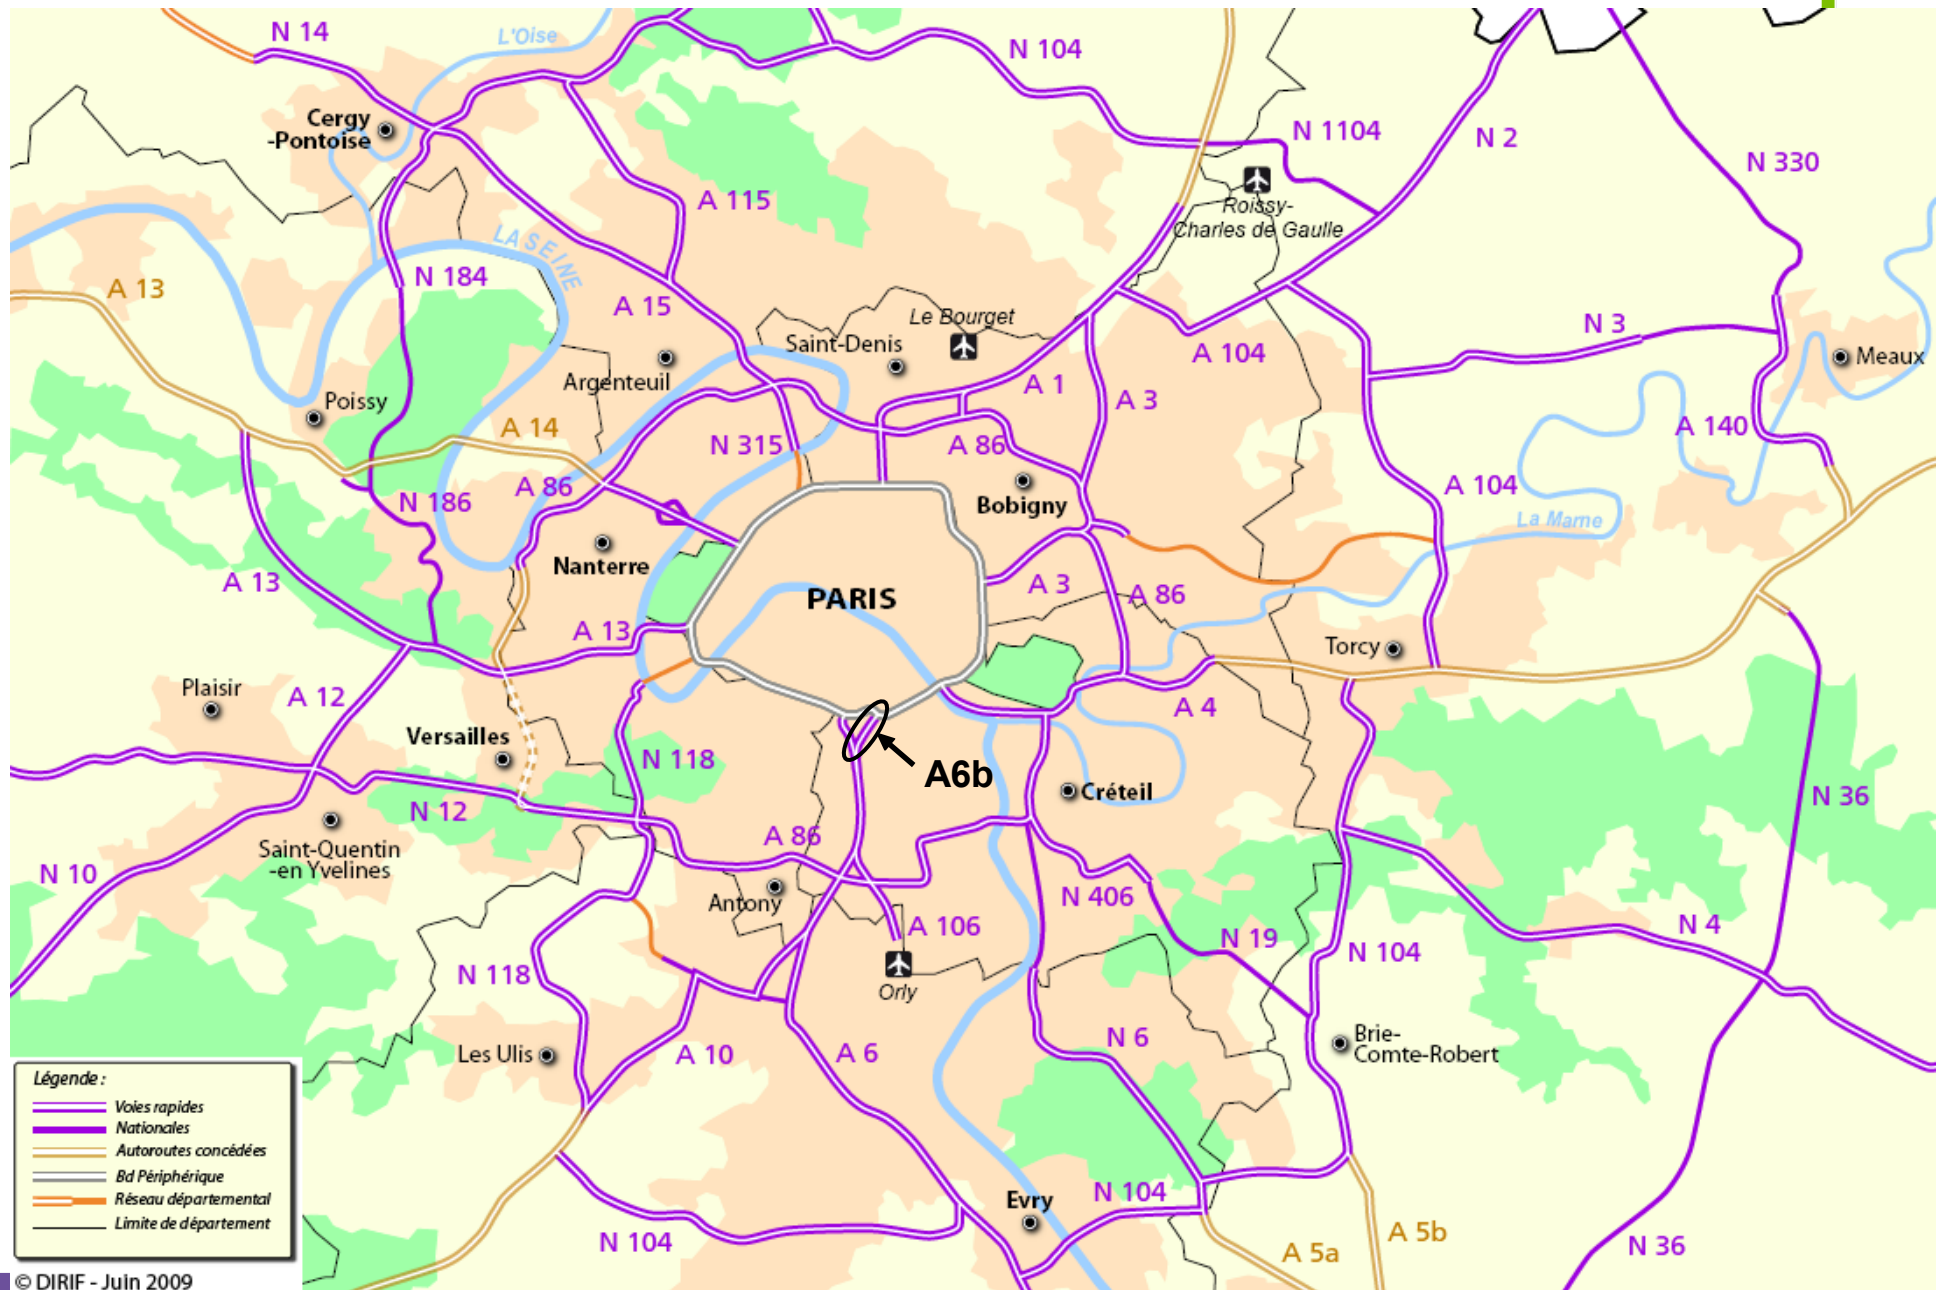 N 14
L'Oise
N 104
Cergy
-Pontoise
N 1104
N 2
N 330
A 115
Roissy-
Charles de Gaulle
LA SEINE
N 184
A 13
A 15
Le Bourget
Saint-Denis
N 3
A 104
Meaux
Argenteuil
A 1
A 3
Poissy
A 14
N 315
A 86
A 140
N 186
A 86
Bobigny
A 104
La Marne
Nanterre
A 13
A 3
A 86
PARIS
A 13
Torcy
Plaisir
A 12
A 4
Versailles
N 118
A6b
Créteil
N 36
N 12
A 86
Saint-Quentin
-en Yvelines
N 10
Antony
N 406
A 106
N 19
N 4
N 104
N 118
Orly
Brie-
Comte-Robert
Les Ulis
A 10
A 6
N 6
Légende :
Voies rapides
Nationales
Autoroutes concédées
Bd Périphérique
Réseau départemental
Limite de département
Evry
N 104
N 104
A 5a
A 5b
N 36
© DIRIF - Juin 2009